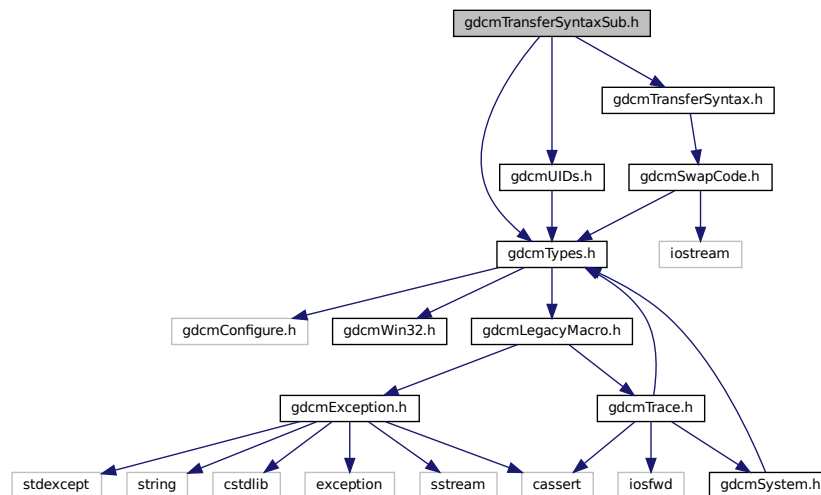 gdcmTransferSyntaxSub.h
gdcmTransferSyntax.h
gdcmUIDs.h
gdcmSwapCode.h
gdcmTypes.h
iostream
gdcmConfigure.h
gdcmWin32.h
gdcmLegacyMacro.h
gdcmException.h
gdcmTrace.h
stdexcept
string
cstdlib
exception
sstream
cassert
iosfwd
gdcmSystem.h